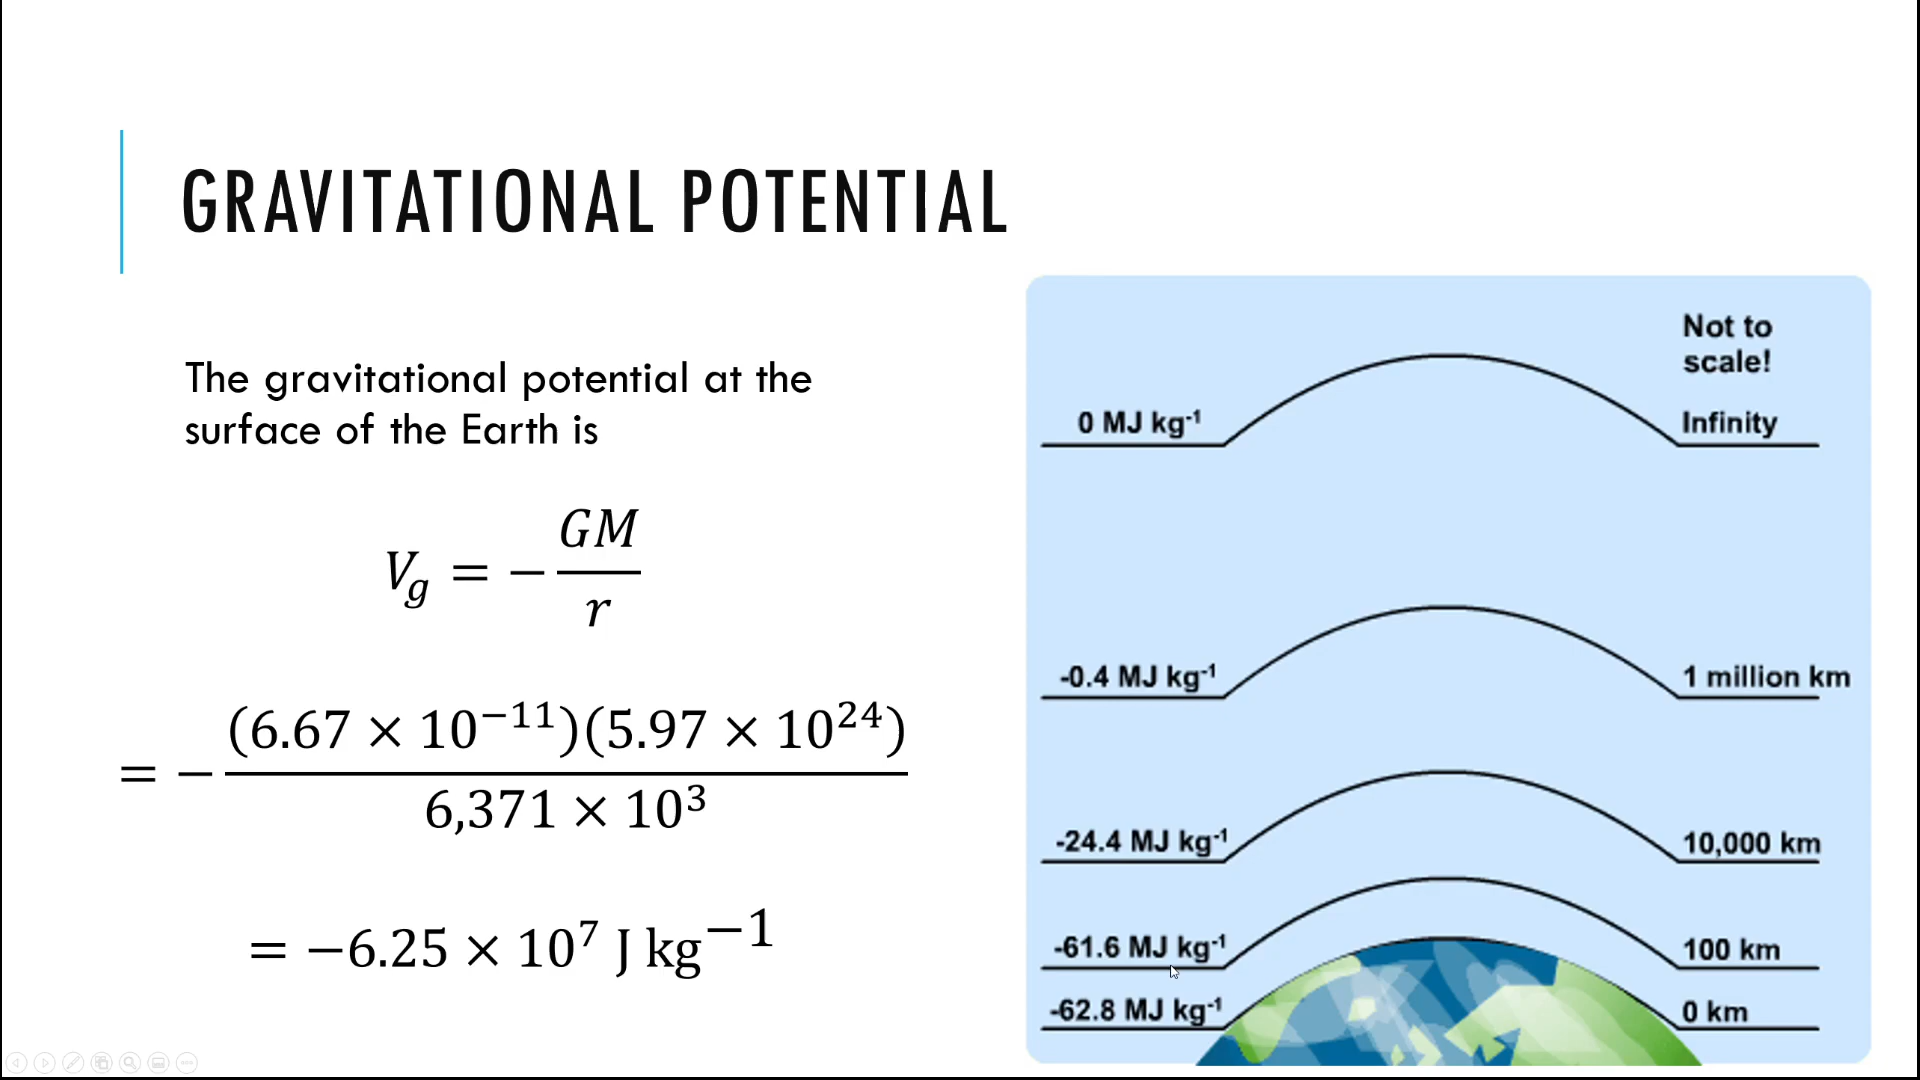 GRAVITATIONAL POTENTIAL
The gravitational potential at the
surface of the Earth is
V_g = −\frac{GM}{r}
= −\frac{(6.67 × 10^{−11})(5.97 × 10^{24})}{6,371 × 10^3}
= −6.25 × 10^7 J kg^{−1}
Not to
scale!
0 MJ kg⁻¹ Infinity
-0.4 MJ kg⁻¹ 1 million km
-24.4 MJ kg⁻¹ 10,000 km
-61.6 MJ kg⁻¹ 100 km
-62.8 MJ kg⁻¹ 0 km